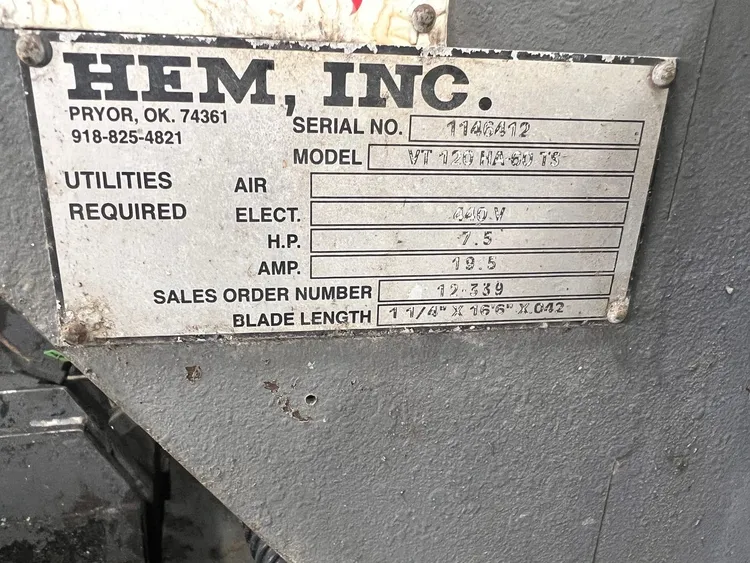 HEM, INC.
PRYOR, OK. 74361
918-825-4821
SERIAL NO. 1146412
MODEL VT 120 HA-60 TS
UTILITIES REQUIRED
AIR
ELECT. 440 V
H.P. 7.5
AMP. 19.5
SALES ORDER NUMBER 12-339
BLADE LENGTH 1 1/4" X 16'6" X.042